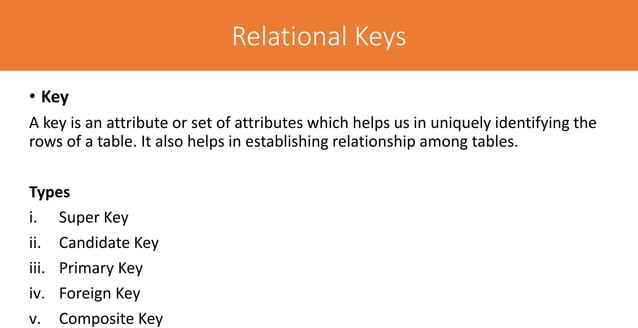 Relational Keys
• Key
A key is an attribute or set of attributes which helps us in uniquely identifying the
rows of a table. It also helps in establishing relationship among tables.
Types
i. Super Key
ii. Candidate Key
iii. Primary Key
iv. Foreign Key
v. Composite Key